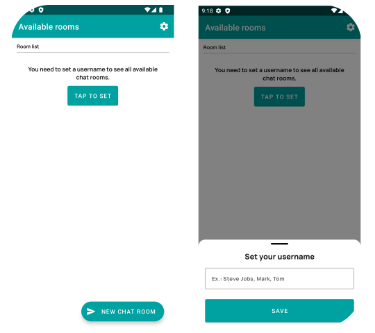 Available rooms
Room list
You need to set a username to see all available
chat rooms.
TAP TO SET
NEW CHAT ROOM
9:18
Available rooms
Room list
You need to set a username to see all available
chat rooms.
TAP TO SET
Set your username
Ex.: Steve Jobs, Mark, Tom
SAVE